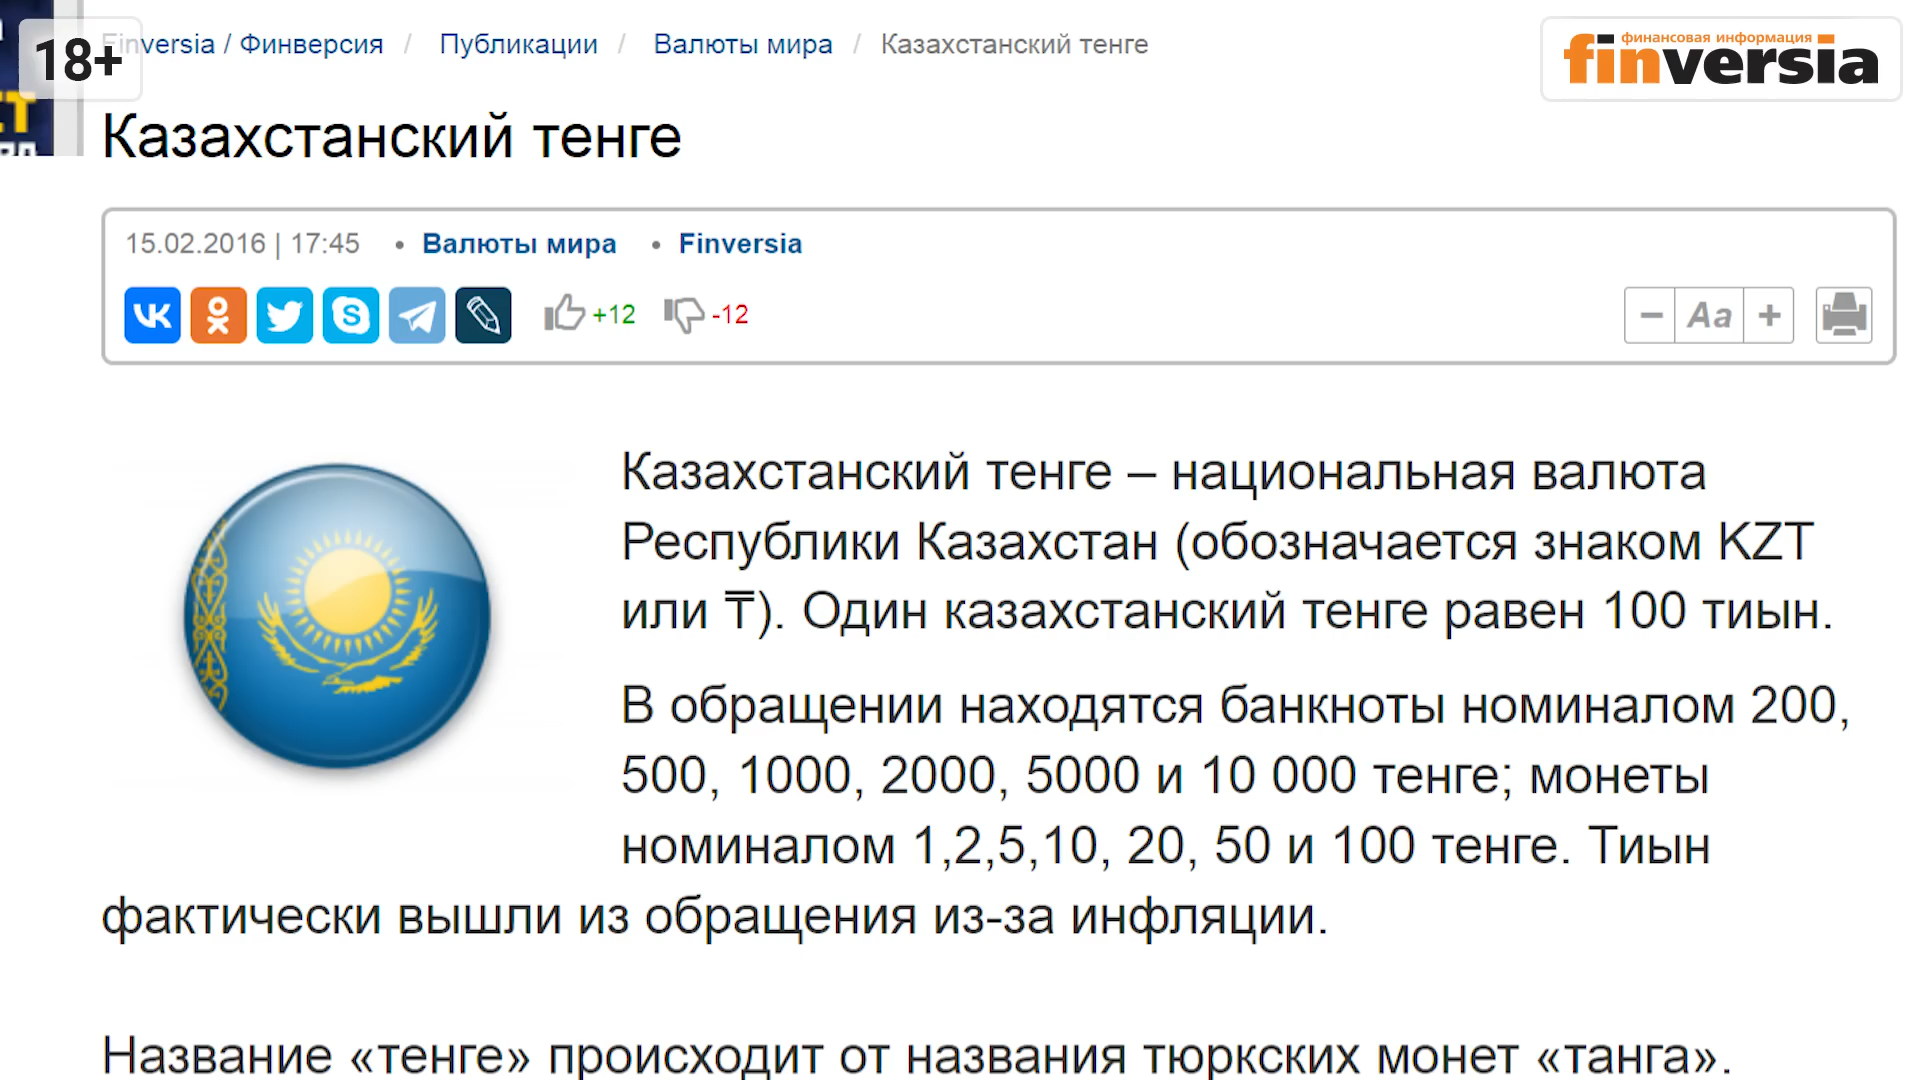 18+
Finversia / Финверсия / Публикации / Валюты мира / Казахстанский тенге
финансовая информация
finversia
Казахстанский тенге
15.02.2016 | 17:45 • Валюты мира • Finversia
+12 -12
− Aa +
Казахстанский тенге – национальная валюта
Республики Казахстан (обозначается знаком KZT
или ₸). Один казахстанский тенге равен 100 тиын.
В обращении находятся банкноты номиналом 200,
500, 1000, 2000, 5000 и 10 000 тенге; монеты
номиналом 1,2,5,10, 20, 50 и 100 тенге. Тиын
фактически вышли из обращения из-за инфляции.
Название «тенге» происходит от названия тюркских монет «танга».